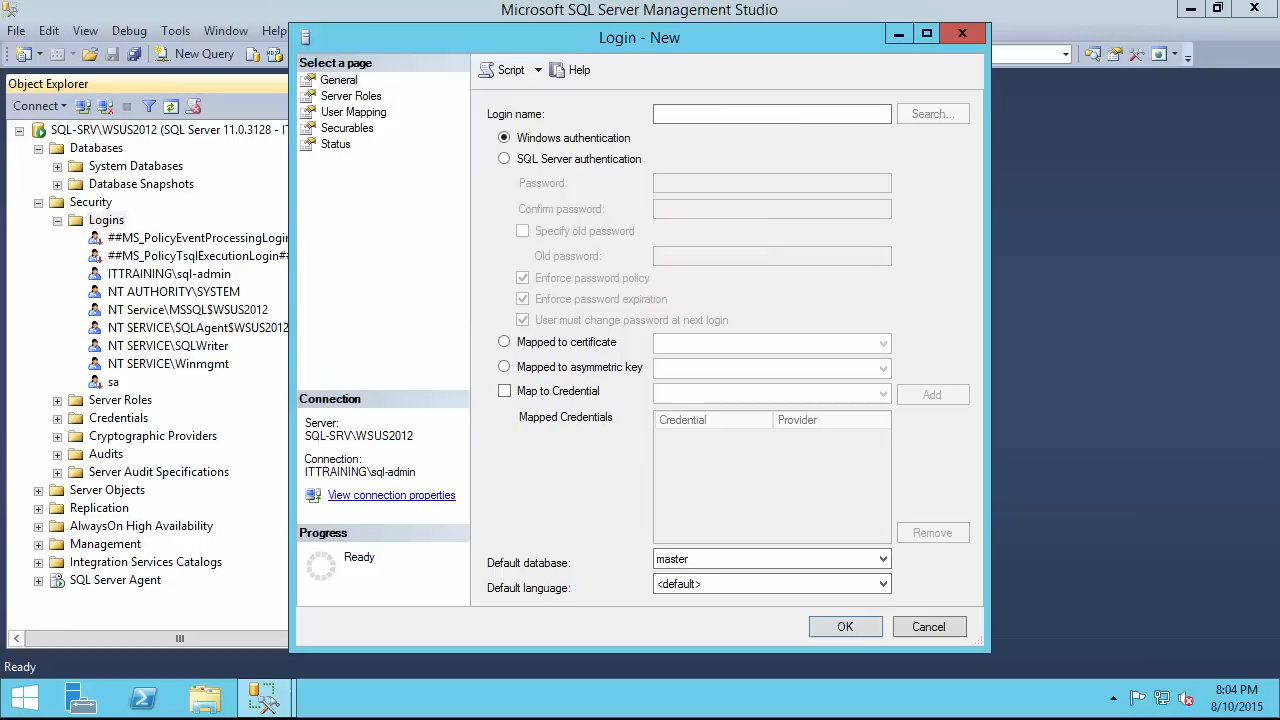 Microsoft SQL Server Management Studio
File Edit View Debug Tools Window Help
New Query
Object Explorer
Connect
SQL-SRV\WSUS2012 (SQL Server 11.0.3128 - IT
Databases
System Databases
Database Snapshots
Security
Logins
##MS_PolicyEventProcessingLogin
##MS_PolicyTsqlExecutionLogin##
ITTRAINING\sql-admin
NT AUTHORITY\SYSTEM
NT Service\MSSQL$WSUS2012
NT SERVICE\SQLAgent$WSUS2012
NT SERVICE\SQLWriter
NT SERVICE\Winmgmt
sa
Server Roles
Credentials
Cryptographic Providers
Audits
Server Audit Specifications
Server Objects
Replication
AlwaysOn High Availability
Management
Integration Services Catalogs
SQL Server Agent
Login - New
Select a page
General
Server Roles
User Mapping
Securables
Status
Connection
Server:
SQL-SRV\WSUS2012
Connection:
ITTRAINING\sql-admin
View connection properties
Progress
Ready
Script Help
Login name: Search...
Windows authentication
SQL Server authentication
Password:
Confirm password:
Specify old password
Old password:
Enforce password policy
Enforce password expiration
User must change password at next login
Mapped to certificate
Mapped to asymmetric key
Map to Credential Add
Mapped Credentials Credential Provider
Remove
Default database: master
Default language: <default>
OK Cancel
Ready
8:04 PM
8/10/2015